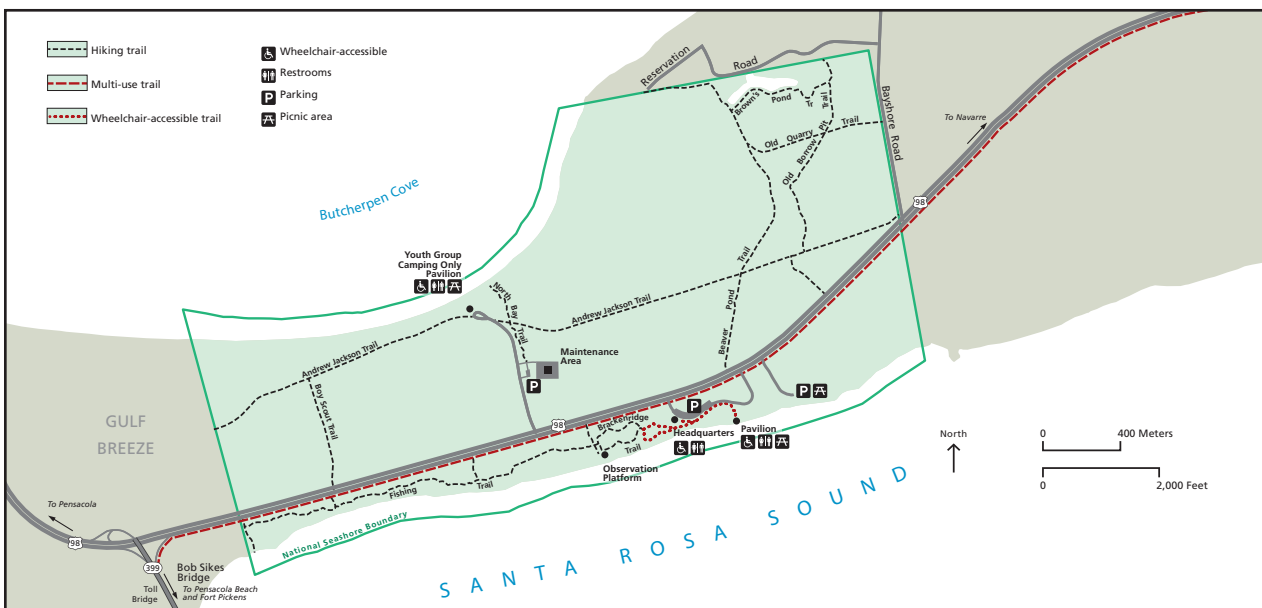 Hiking trail
Multi-use trail
Wheelchair-accessible trail
Wheelchair-accessible
Restrooms
P
Parking
Picnic area
Reservation
Road
Bayshore Road
To Navarre
98
Brown's
Pond
Tr
Old Borrow Pit
Trail
Old Quarry Trail
Butcherpen Cove
Youth Group
Camping Only
Pavilion
North Bay Trail
Andrew Jackson Trail
Andrew Jackson Trail
Beaver Pond Trail
Boy Scout Trail
Maintenance
Area
P
GULF
BREEZE
98
Brackenridge
Trail
P
P
Headquarters
Pavilion
Observation
Platform
Fishing Trail
National Seashore Boundary
North
0
400 Meters
0
2,000 Feet
SANTA ROSA SOUND
To Pensacola
98
399
Bob Sikes
Bridge
Toll
Bridge
To Pensacola Beach
and Fort Pickens